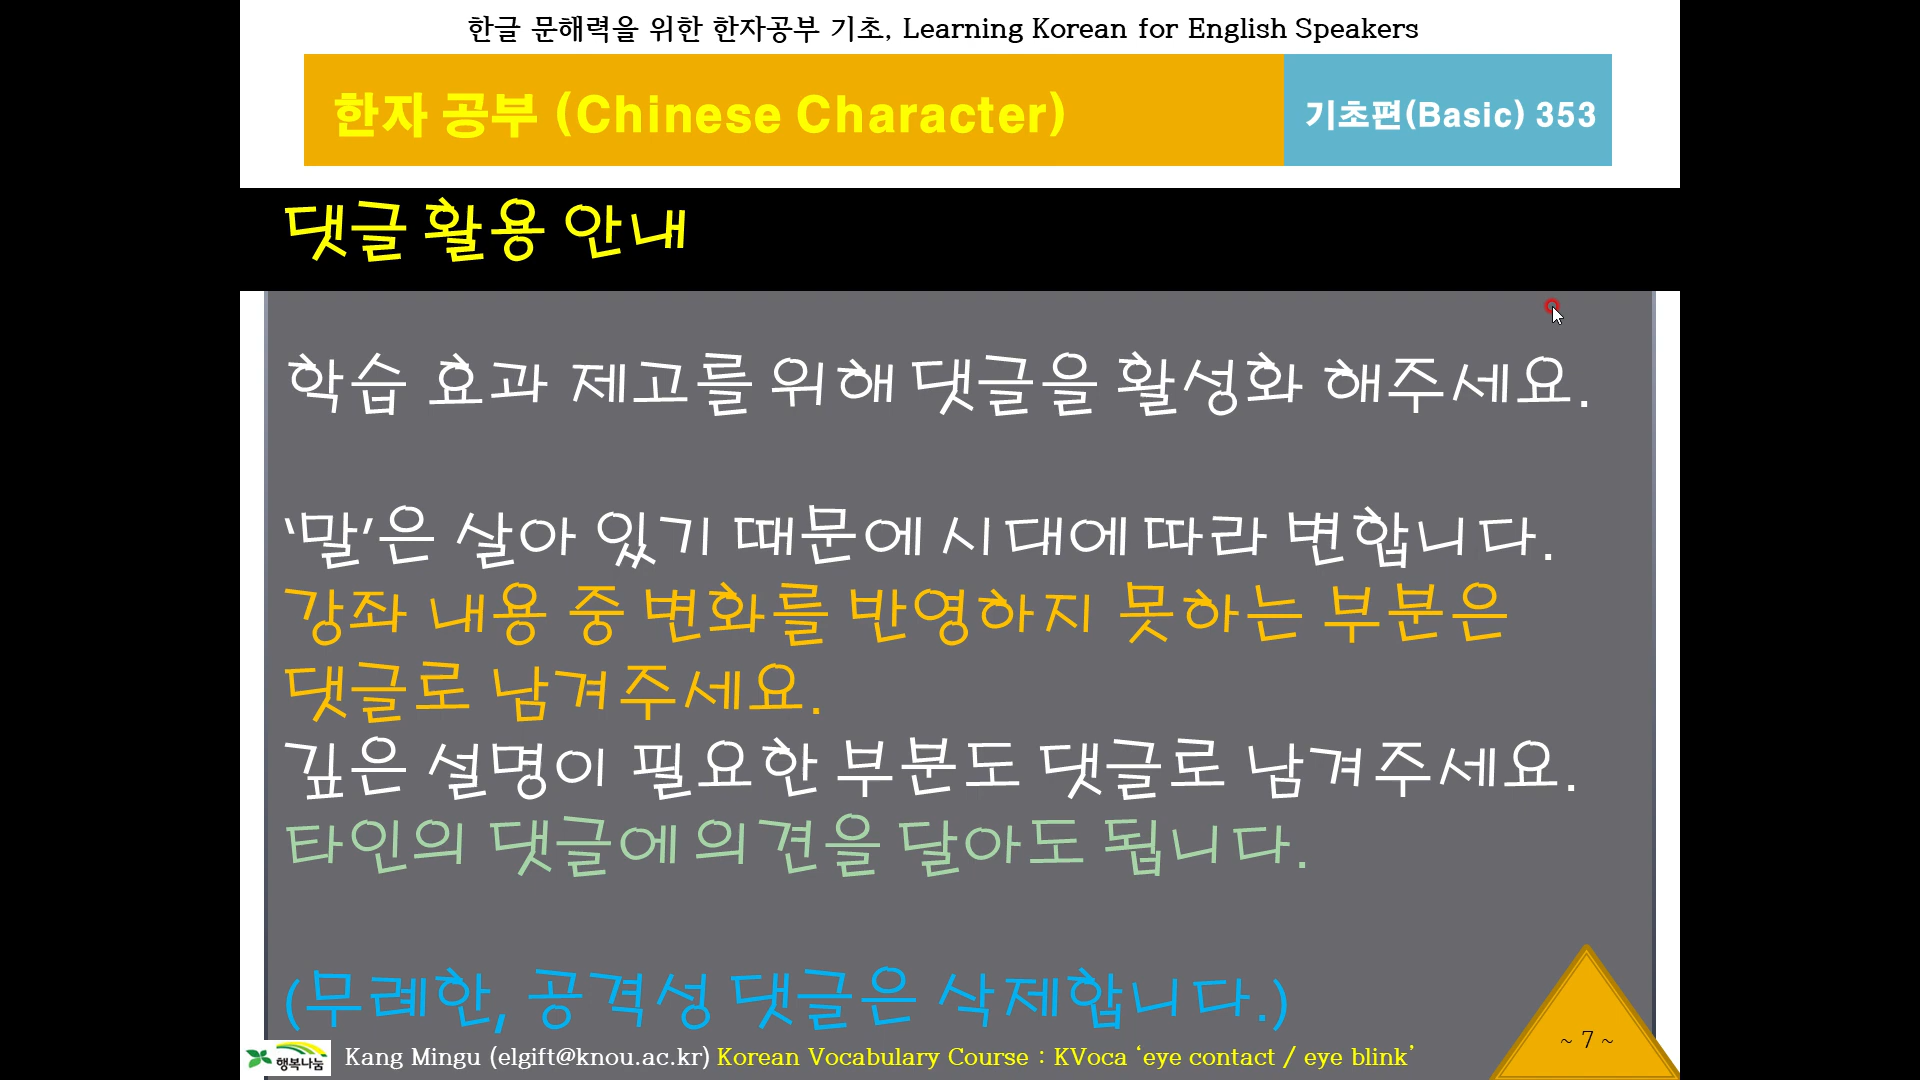 한글 문해력을 위한 한자공부 기초, Learning Korean for English Speakers
한자 공부 (Chinese Character)
기초편(Basic) 353
댓글 활용 안내
학습 효과 제고를 위해 댓글을 활성화 해주세요.
‘말’은 살아 있기 때문에 시대에 따라 변합니다.
강좌 내용 중 변화를 반영하지 못하는 부분은
댓글로 남겨주세요.
깊은 설명이 필요한 부분도 댓글로 남겨주세요.
타인의 댓글에 의견을 달아도 됩니다.
(무례한, 공격성 댓글은 삭제합니다.)
~ 7 ~
행복나눔
Kang Mingu (elgift@knou.ac.kr) Korean Vocabulary Course : KVoca ‘eye contact / eye blink’